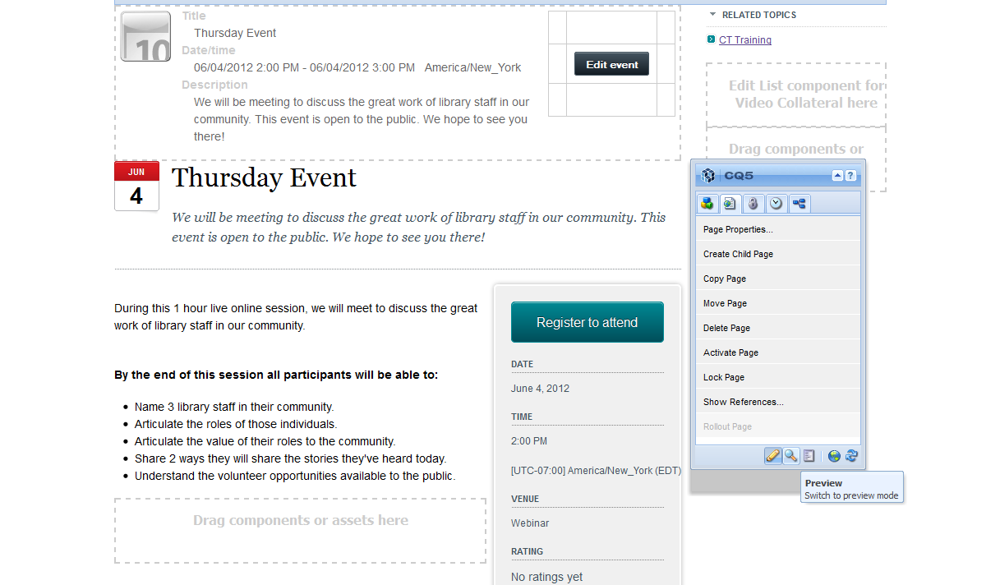 Title
Thursday Event
Date/time
06/04/2012 2:00 PM - 06/04/2012 3:00 PM America/New_York
Description
We will be meeting to discuss the great work of library staff in our
community. This event is open to the public. We hope to see you
there!
10
Edit event
JUN
4
Thursday Event
We will be meeting to discuss the great work of library staff in our community. This
event is open to the public. We hope to see you there!
During this 1 hour live online session, we will meet to discuss the great
work of library staff in our community.
By the end of this session all participants will be able to:
• Name 3 library staff in their community.
• Articulate the roles of those individuals.
• Articulate the value of their roles to the community.
• Share 2 ways they will share the stories they've heard today.
• Understand the volunteer opportunities available to the public.
Drag components or assets here
Register to attend
DATE
June 4, 2012
TIME
2:00 PM
[UTC-07:00] America/New_York (EDT)
VENUE
Webinar
RATING
No ratings yet
RELATED TOPICS
CT Training
Edit List component for
Video Collateral here
Drag components or
CQ5
?
Page Properties...
Create Child Page
Copy Page
Move Page
Delete Page
Activate Page
Lock Page
Show References...
Rollout Page
Preview
Switch to preview mode